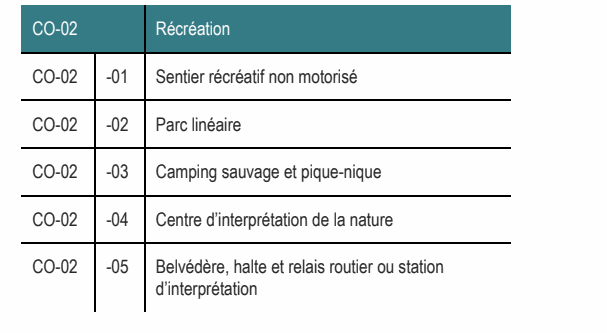 CO-02 Récréation
CO-02 -01 Sentier récréatif non motorisé
CO-02 -02 Parc linéaire
CO-02 -03 Camping sauvage et pique-nique
CO-02 -04 Centre d'interprétation de la nature
CO-02 -05 Belvédère, halte et relais routier ou station
d'interprétation